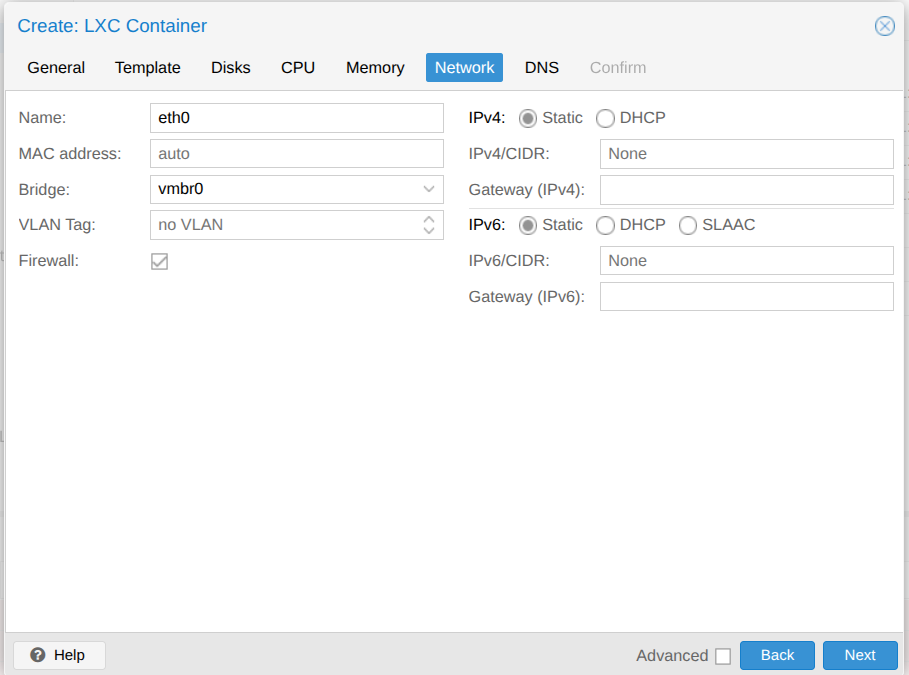 Create: LXC Container
General Template Disks CPU Memory Network DNS Confirm
Name: eth0
MAC address: auto
Bridge: vmbr0
VLAN Tag: no VLAN
Firewall:
IPv4: Static DHCP
IPv4/CIDR: None
Gateway (IPv4):
IPv6: Static DHCP SLAAC
IPv6/CIDR: None
Gateway (IPv6):
Help Advanced Back Next